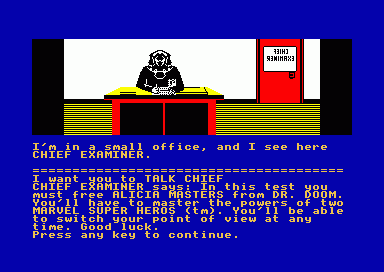 CHIEF
EXAMINER
I'm in a small office, and I see here
CHIEF EXAMINER.
=======================================
I want you to TALK CHIEF
CHIEF EXAMINER says: In this test you
must free ALICIA MASTERS from DR. DOOM.
You'll have to master the powers of two
MARVEL SUPER HEROS (tm). You'll be able
to switch your point of view at any
time. Good luck.
Press any key to continue.